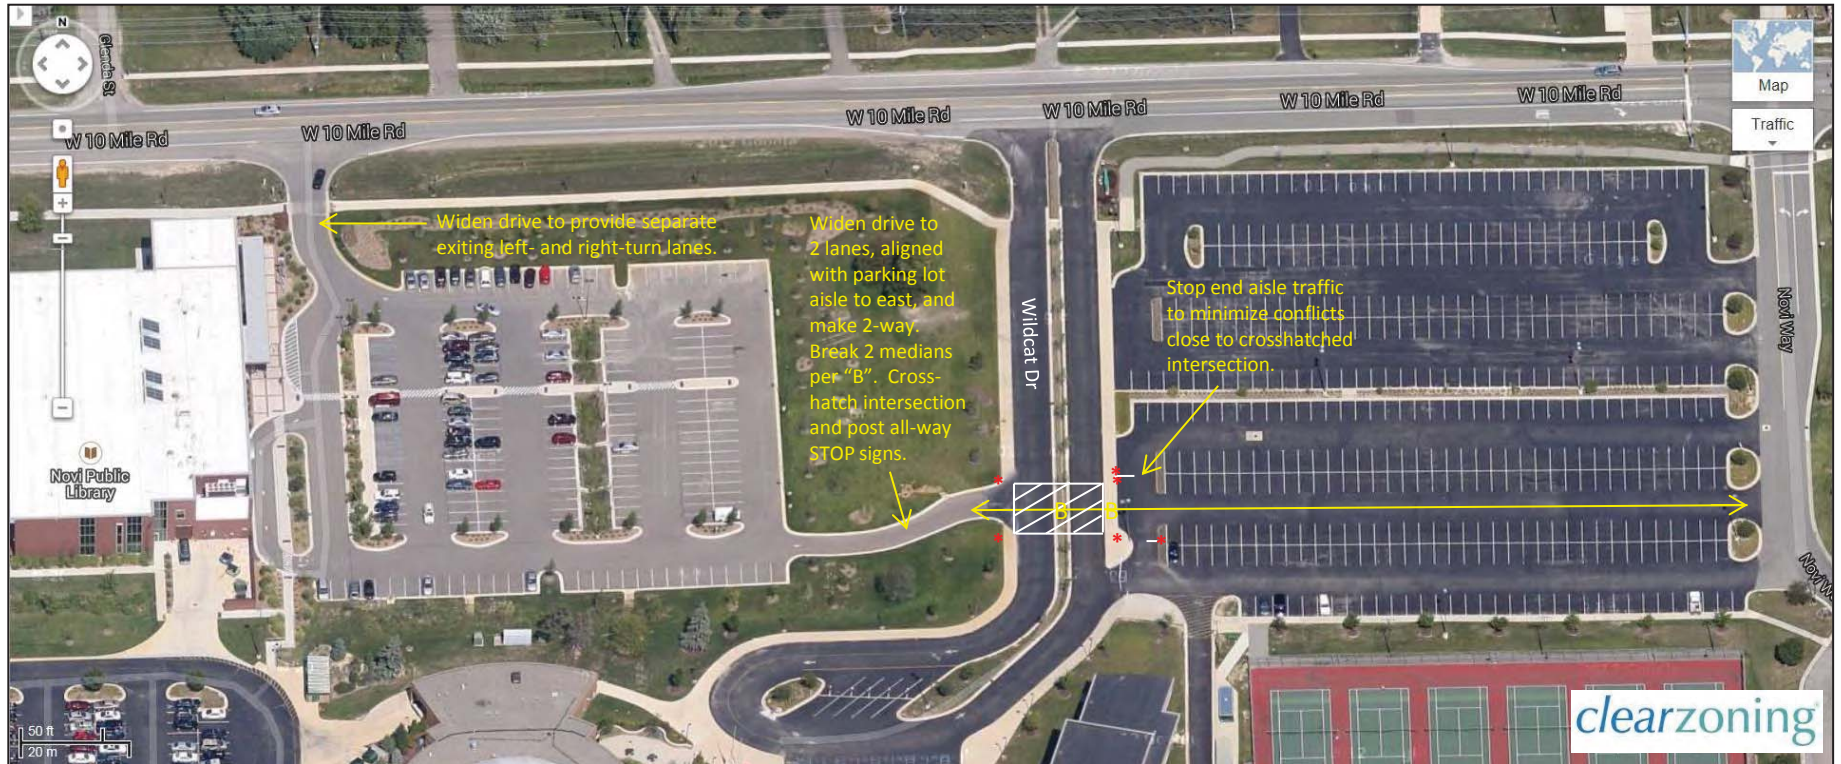 N
Glenda St
W 10 Mile Rd
W 10 Mile Rd
W 10 Mile Rd
W 10 Mile Rd
W 10 Mile Rd
W 10 Mile Rd
Map
Traffic
Widen drive to provide separate
exiting left- and right-turn lanes.
Widen drive to
2 lanes, aligned
with parking lot
aisle to east, and
make 2-way.
Break 2 medians
per “B”. Cross-
hatch intersection
and post all-way
STOP signs.
Wildcat Dr
Stop end aisle traffic
to minimize conflicts
close to crosshatched
intersection.
Novi Way
Novi Public
Library
B
B
Novi
50 ft
20 m
clearzoning